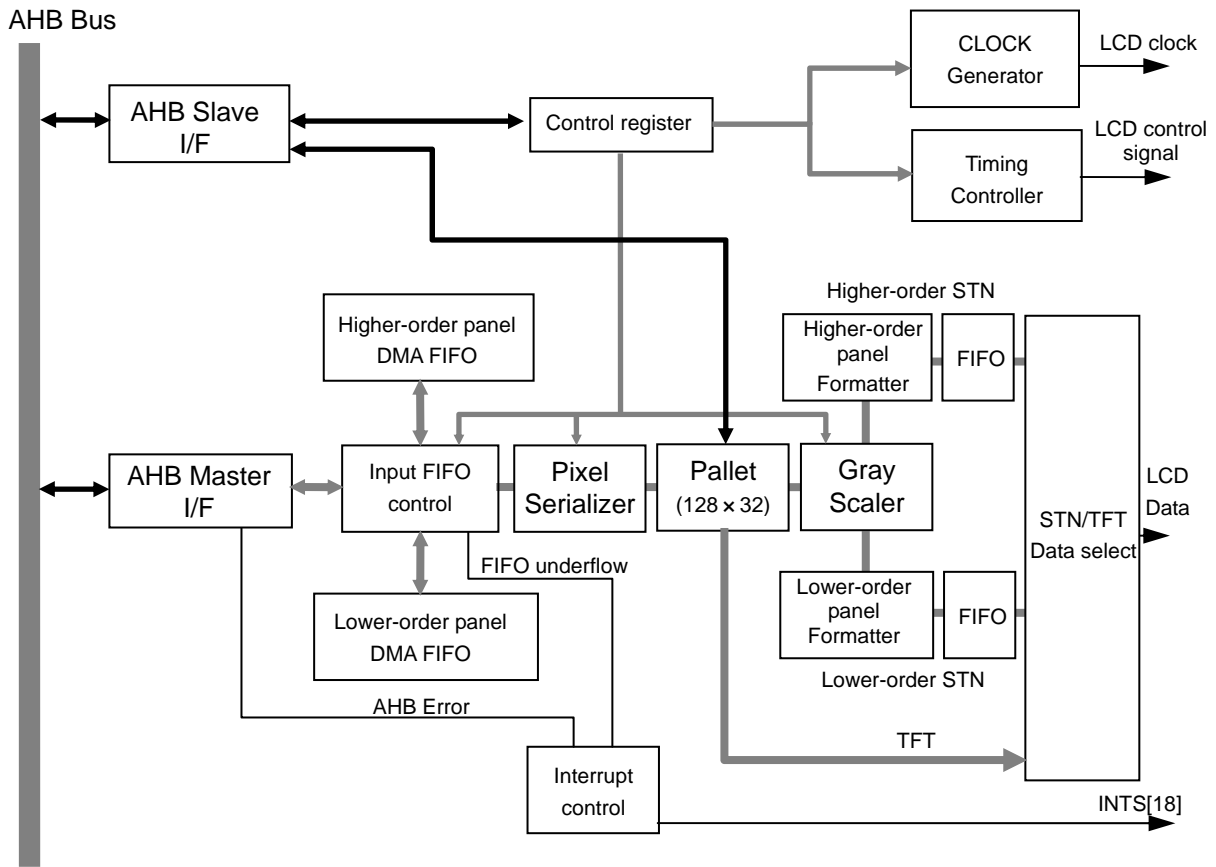 AHB Bus
AHB Slave
I/F
Control register
CLOCK
Generator
LCD clock
Timing
Controller
LCD control
signal
Higher-order panel
DMA FIFO
Higher-order STN
Higher-order
panel
Formatter
FIFO
AHB Master
I/F
Input FIFO
control
Pixel
Serializer
Pallet
(128 × 32)
Gray
Scaler
STN/TFT
Data select
LCD
Data
FIFO underflow
Lower-order panel
DMA FIFO
Lower-order
panel
Formatter
FIFO
Lower-order STN
AHB Error
TFT
Interrupt
control
INTS[18]